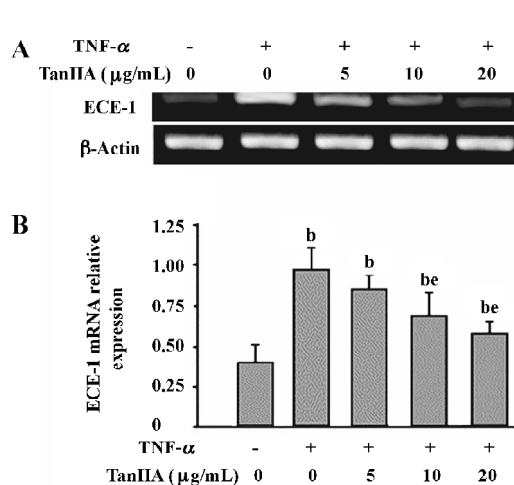 A
TNF-α - + + + +
TanIIA (μg/mL) 0 0 5 10 20
ECE-1
β-Actin
B
ECE-1 mRNA relative
expression
1.25
1.00
0.75
0.50
0.25
0
b
b
be
be
TNF-α - + + + +
TanIIA (μg/mL) 0 0 5 10 20